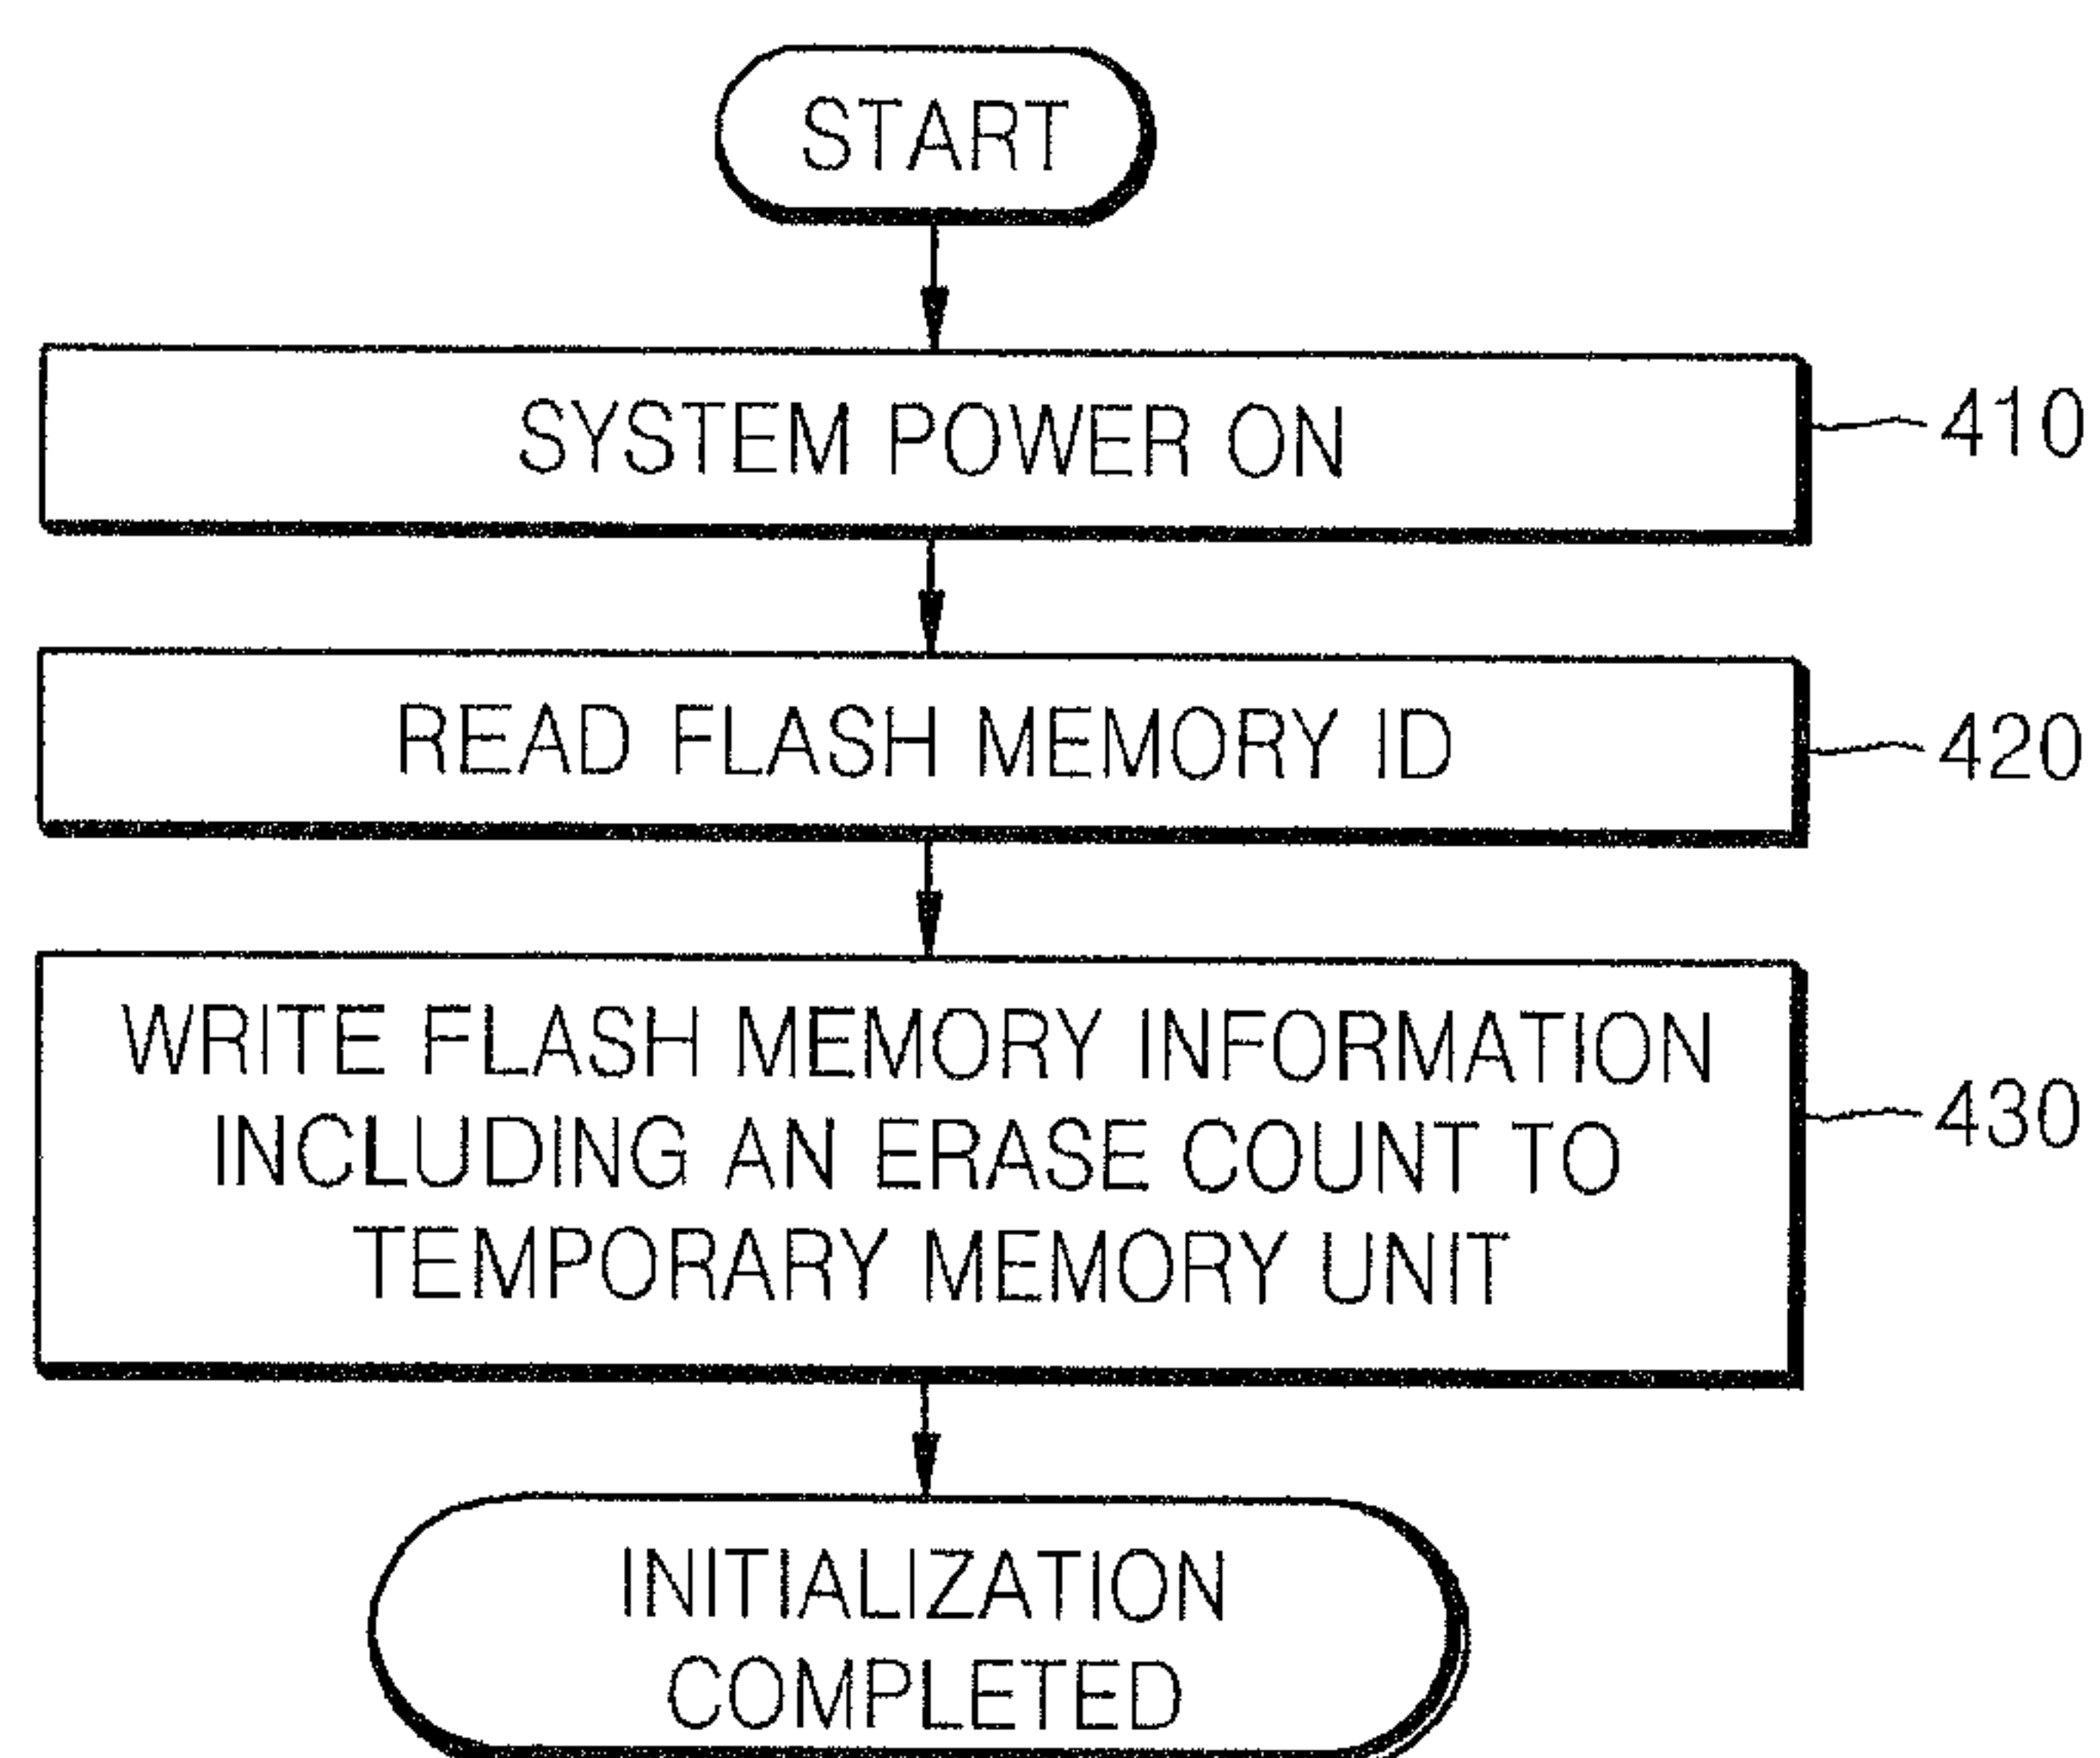 START
SYSTEM POWER ON
410
READ FLASH MEMORY ID
420
WRITE FLASH MEMORY INFORMATION
INCLUDING AN ERASE COUNT TO
TEMPORARY MEMORY UNIT
430
INITIALIZATION
COMPLETED